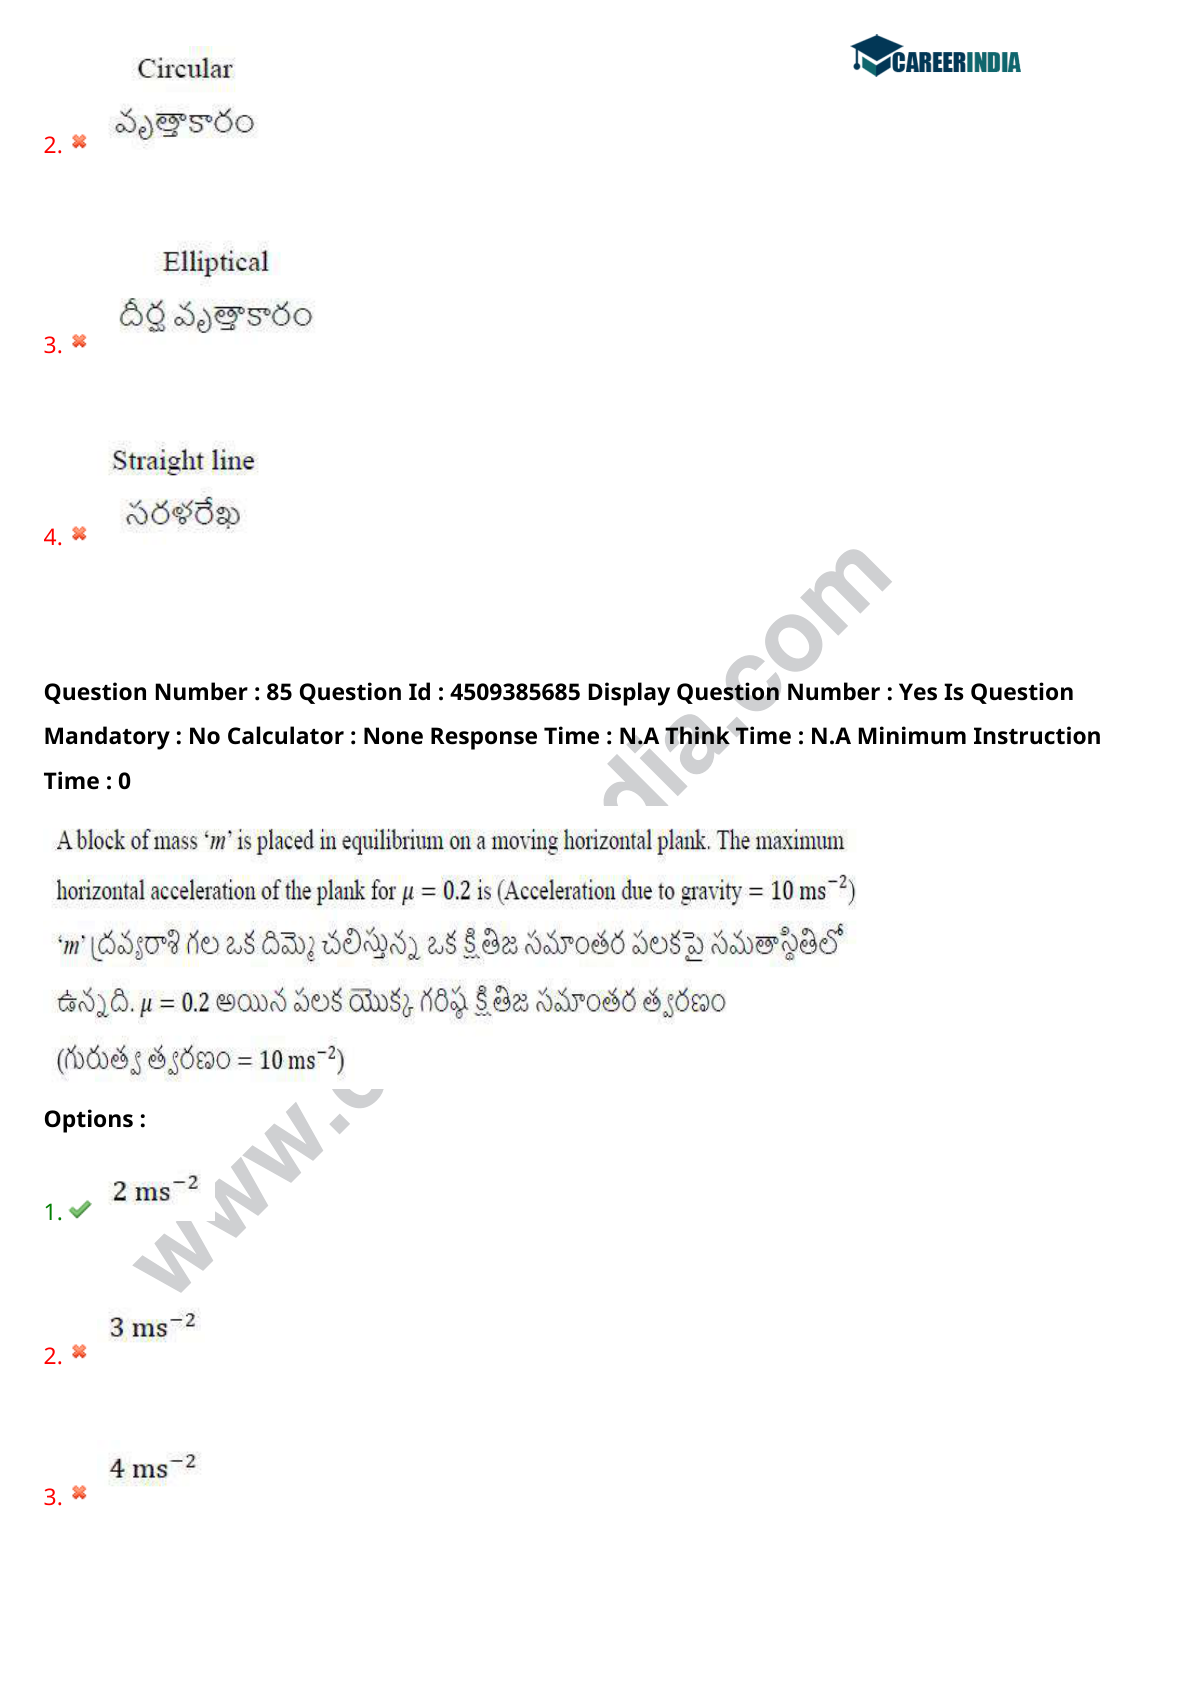 CAREERINDIA
Circular
వృత్తాకారం
2.
Elliptical
దీర్ఘ వృత్తాకారం
3.
Straight line
సరళరేఖ
4.
Question Number : 85 Question Id : 4509385685 Display Question Number : Yes Is Question
Mandatory : No Calculator : None Response Time : N.A Think Time : N.A Minimum Instruction
Time : 0
A block of mass ‘m’ is placed in equilibrium on a moving horizontal plank. The maximum
horizontal acceleration of the plank for μ = 0.2 is (Acceleration due to gravity = 10 ms⁻²)
‘m’ ద్రవ్యరాశి గల ఒక దిమ్మె చలిస్తున్న ఒక క్షితిజ సమాంతర పలకపై సమతాస్థితిలో
ఉన్నది. μ = 0.2 అయిన పలక యొక్క గరిష్ఠ క్షితిజ సమాంతర త్వరణం
(గురుత్వ త్వరణం = 10 ms⁻²)
Options :
1. 2 ms⁻²
2. 3 ms⁻²
3. 4 ms⁻²